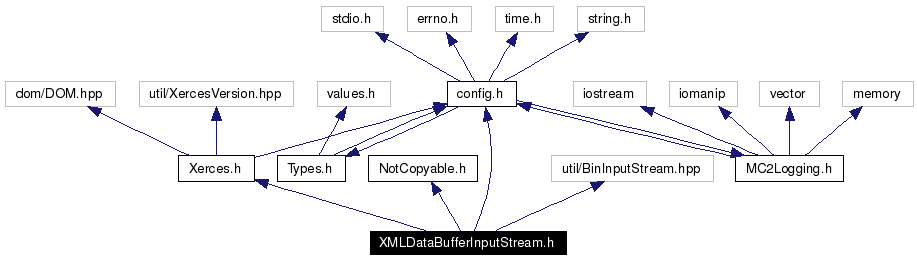 stdio.h
errno.h
time.h
string.h
dom/DOM.hpp
util/XercesVersion.hpp
values.h
config.h
iostream
iomanip
vector
memory
Xerces.h
Types.h
NotCopyable.h
util/BinInputStream.hpp
MC2Logging.h
XMLDataBufferInputStream.h